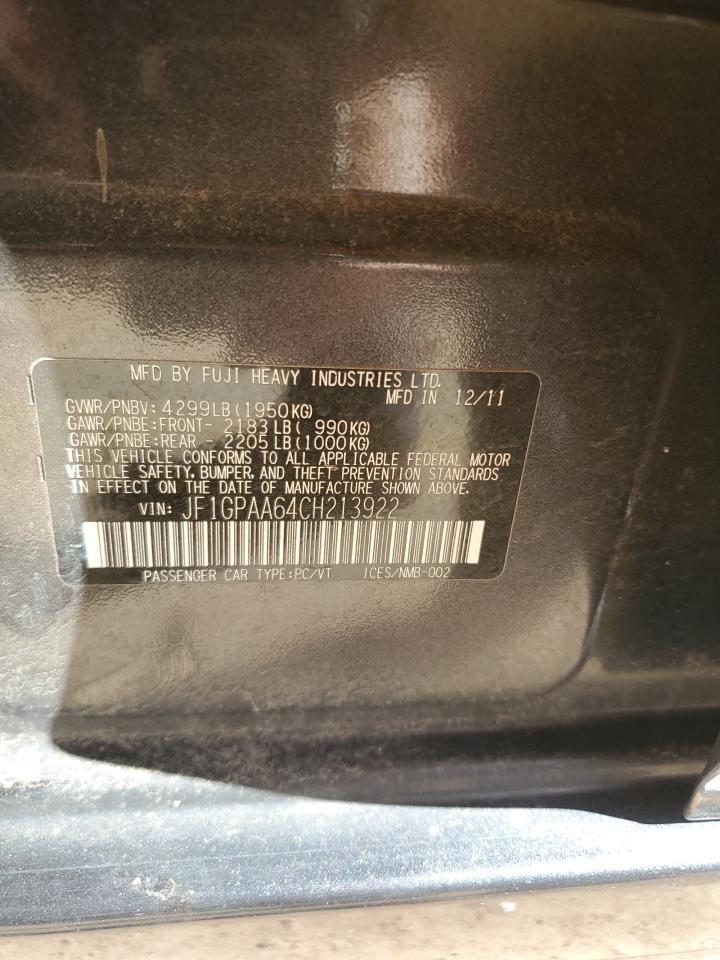 MFD BY FUJI HEAVY INDUSTRIES LTD.
MFD IN 12/11
GVWR/PNBV: 4299LB(1950KG)
GAWR/PNBE:FRONT- 2183LB( 990KG)
GAWR/PNBE:REAR - 2205LB(1000KG)
THIS VEHICLE CONFORMS TO ALL APPLICABLE FEDERAL MOTOR
VEHICLE SAFETY, BUMPER, AND THEFT PREVENTION STANDARDS
IN EFFECT ON THE DATE OF MANUFACTURE SHOWN ABOVE.
VIN: JF1GPAA64CH213922
PASSENGER CAR TYPE:PC/VT ICES/NMB-002